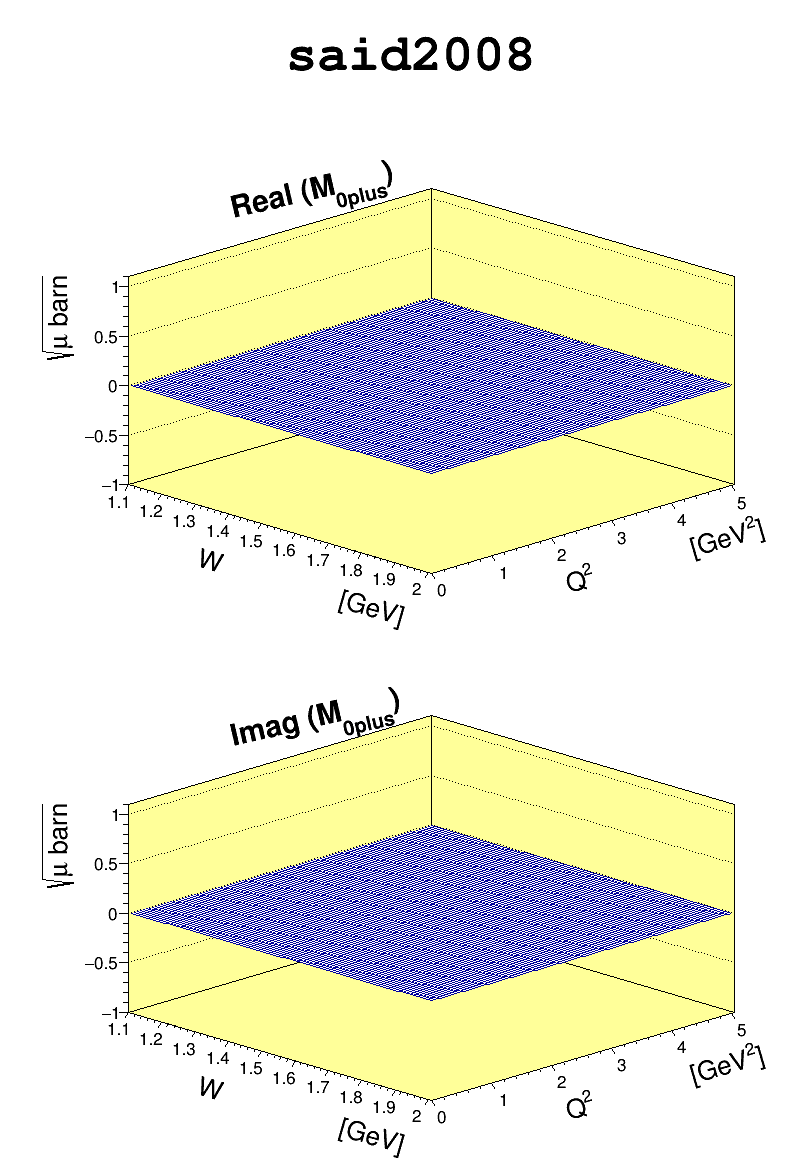 said2008
Real (M0plus)
√μ barn
1
0.5
0
−0.5
−1
1.1 1.2 1.3 1.4 1.5 1.6 1.7 1.8 1.9 2
W
[GeV]
0 1 2 3 4 5
Q²
[GeV²]
Imag (M0plus)
√μ barn
1
0.5
0
−0.5
−1
1.1 1.2 1.3 1.4 1.5 1.6 1.7 1.8 1.9 2
W
[GeV]
0 1 2 3 4 5
Q²
[GeV²]